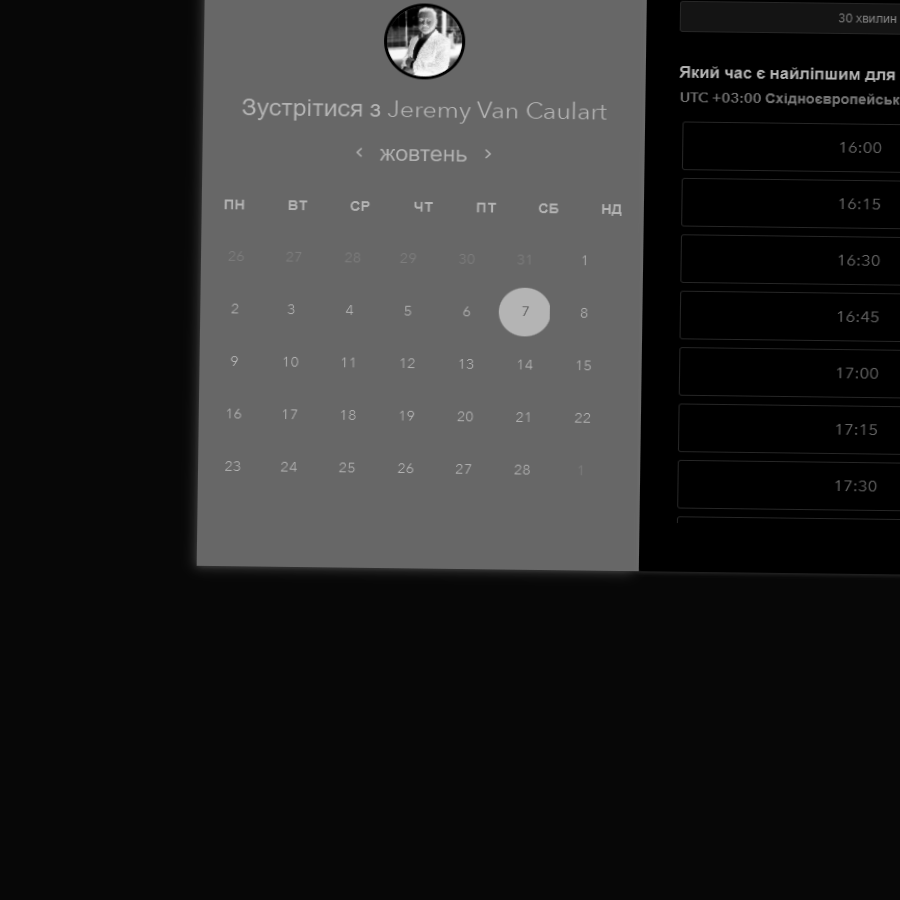 Зустрітися з Jeremy Van Caulart
жовтень
ПН ВТ СР ЧТ ПТ СБ НД
26 27 28 29 30 31 1
2 3 4 5 6 7 8
9 10 11 12 13 14 15
16 17 18 19 20 21 22
23 24 25 26 27 28 1
30 хвилин
Який час є найліпшим для
UTC +03:00
16:00
16:15
16:30
16:45
17:00
17:15
17:30